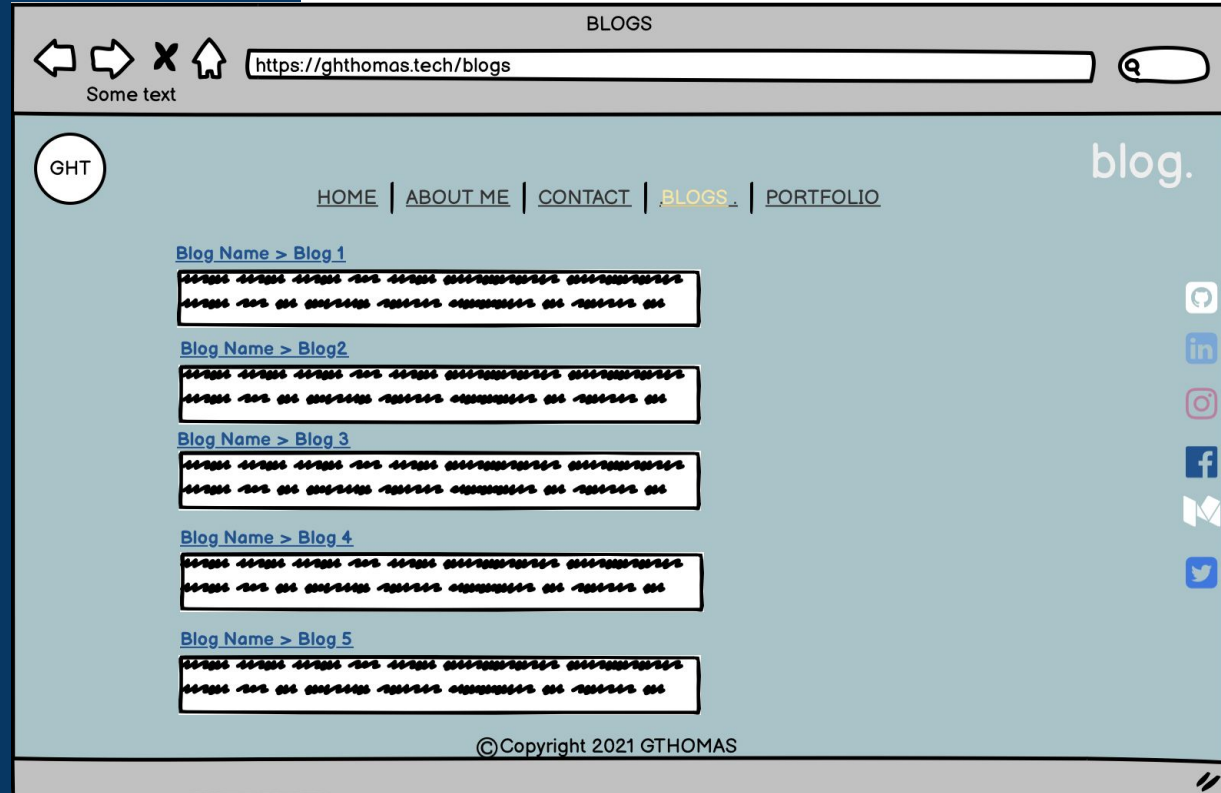 BLOGS
https://ghthomas.tech/blogs
Some text
GHT
blog.
HOME | ABOUT ME | CONTACT | .BLOGS . | PORTFOLIO
Blog Name > Blog 1
Blog Name > Blog2
Blog Name > Blog 3
Blog Name > Blog 4
Blog Name > Blog 5
in
©Copyright 2021 GTHOMAS